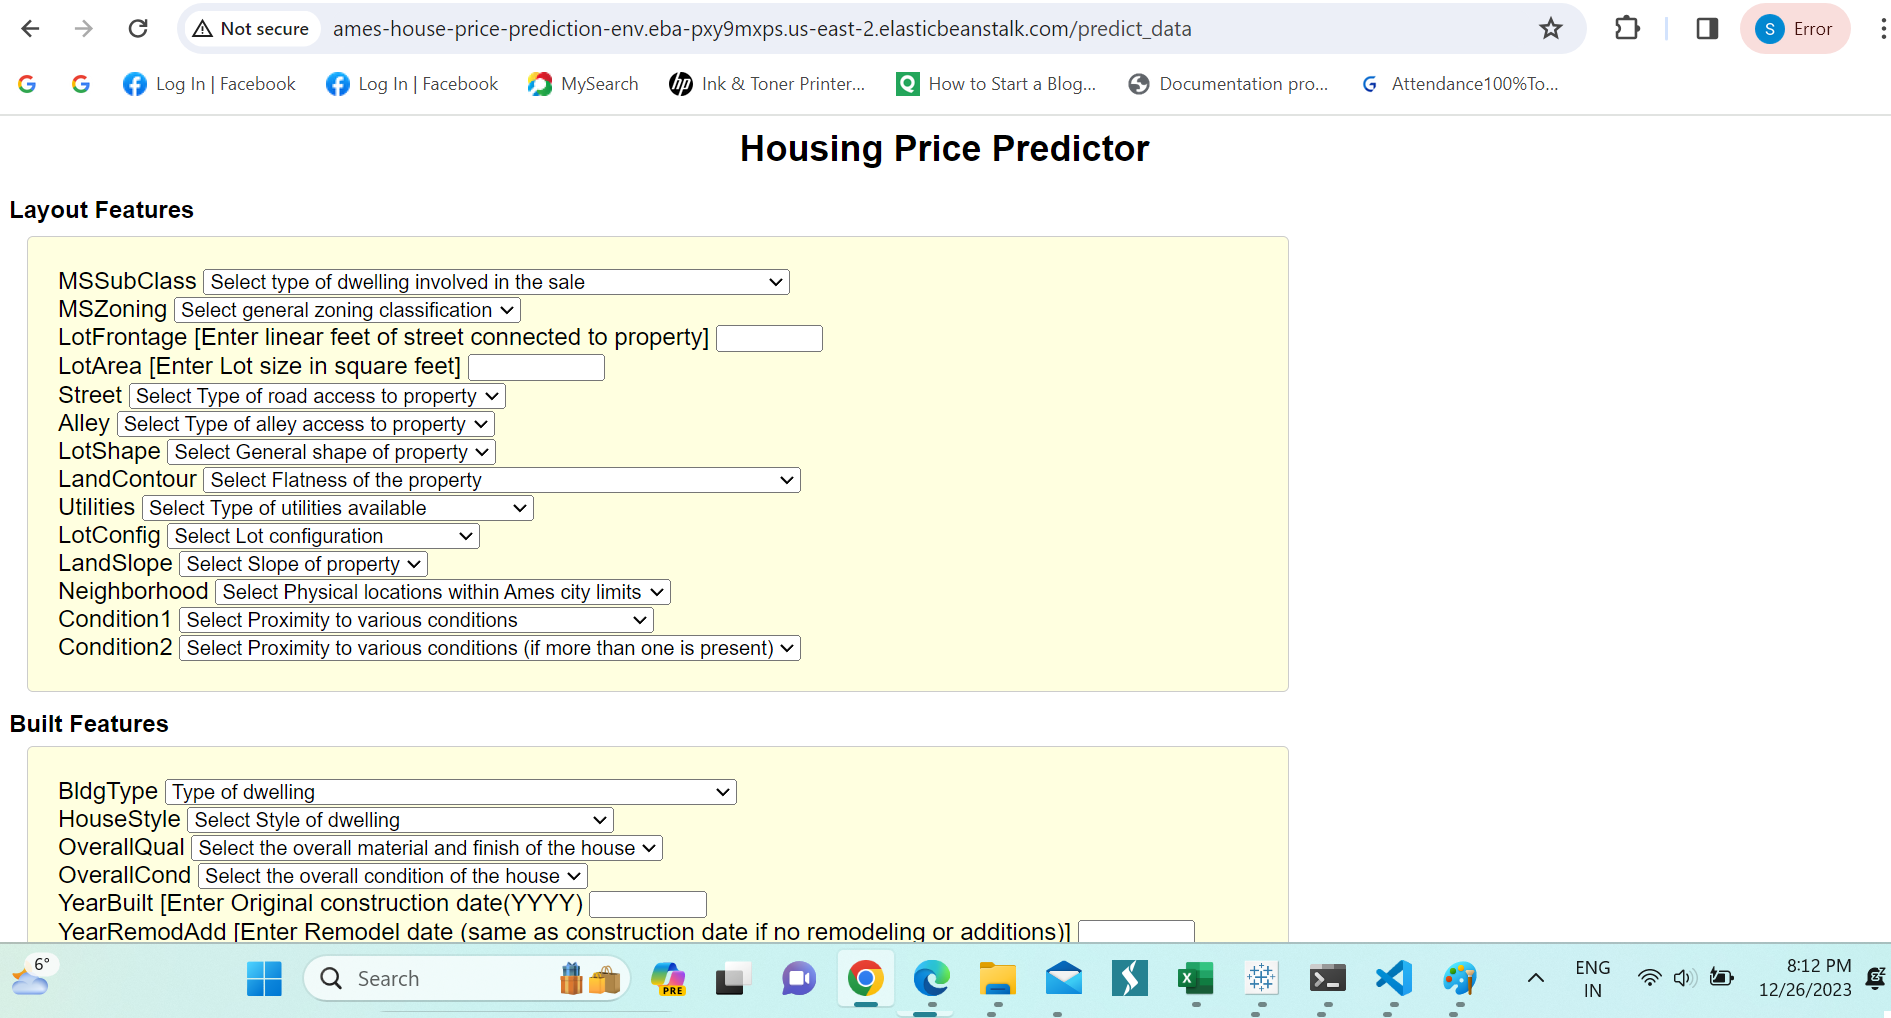 Not secure ames-house-price-prediction-env.eba-pxy9mxps.us-east-2.elasticbeanstalk.com/predict_data S Error
Log In | Facebook Log In | Facebook MySearch Ink & Toner Printer... How to Start a Blog... Documentation pro... Attendance100%To...
Housing Price Predictor
Layout Features
MSSubClass Select type of dwelling involved in the sale
MSZoning Select general zoning classification
LotFrontage [Enter linear feet of street connected to property]
LotArea [Enter Lot size in square feet]
Street Select Type of road access to property
Alley Select Type of alley access to property
LotShape Select General shape of property
LandContour Select Flatness of the property
Utilities Select Type of utilities available
LotConfig Select Lot configuration
LandSlope Select Slope of property
Neighborhood Select Physical locations within Ames city limits
Condition1 Select Proximity to various conditions
Condition2 Select Proximity to various conditions (if more than one is present)
Built Features
BldgType Type of dwelling
HouseStyle Select Style of dwelling
OverallQual Select the overall material and finish of the house
OverallCond Select the overall condition of the house
YearBuilt [Enter Original construction date(YYYY)
YearRemodAdd [Enter Remodel date (same as construction date if no remodeling or additions)]
6°
Search
PRE
ENG
IN
8:12 PM
12/26/2023